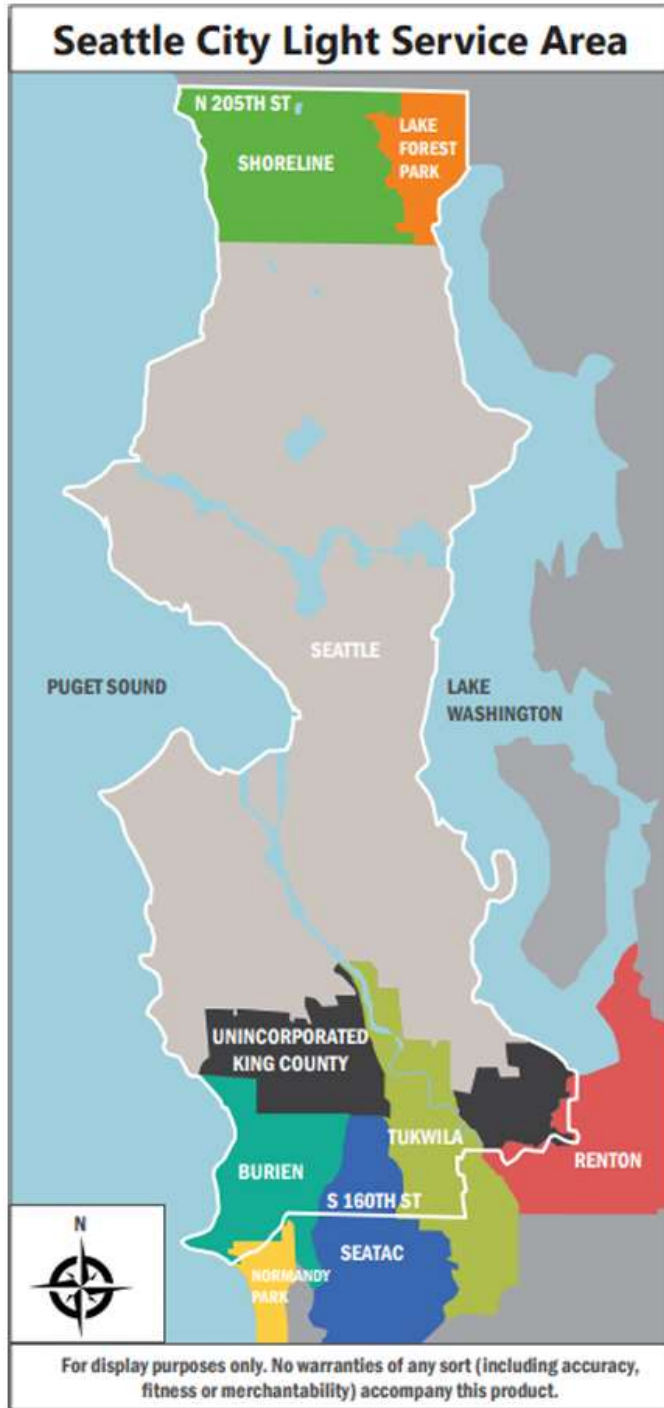 Seattle City Light Service Area
N 205TH ST
SHORELINE
LAKE
FOREST
PARK
SEATTLE
PUGET SOUND
LAKE
WASHINGTON
UNINCORPORATED
KING COUNTY
TUKWILA
BURIEN
RENTON
S 160TH ST
N
SEATAC
NORMANDY
PARK
For display purposes only. No warranties of any sort (including accuracy,
fitness or merchantability) accompany this product.